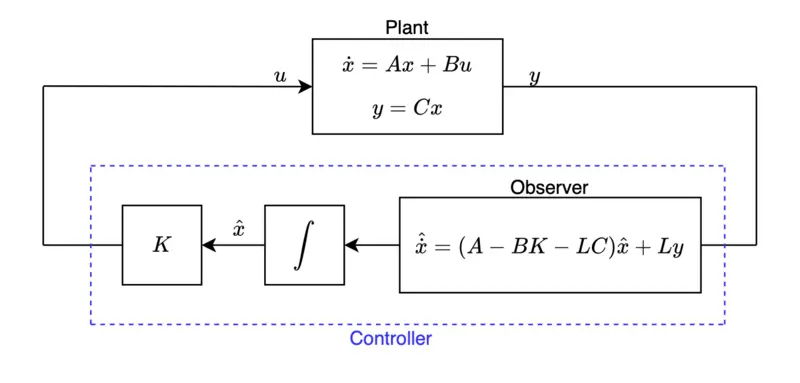 Plant
ẋ = Ax + Bu
y = Cx
u
y
Observer
x̂̇ = (A − BK − LC)x̂ + Ly
∫
x̂
K
Controller